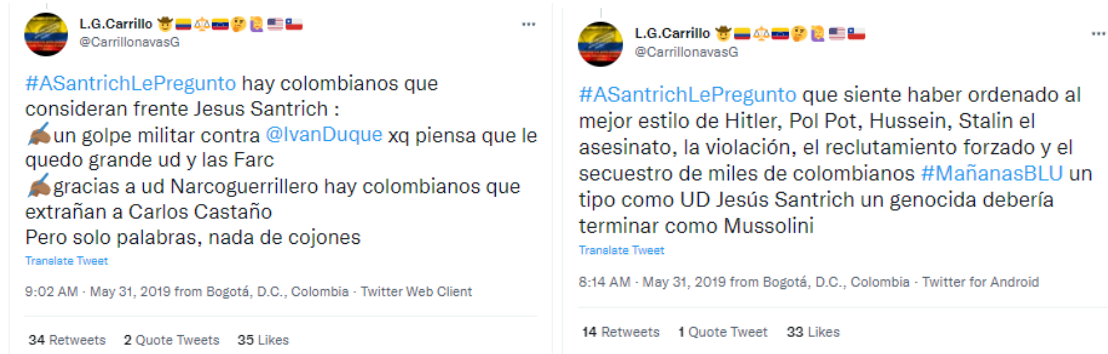 L.G.Carrillo
@CarrillonavasG
#ASantrichLePregunto hay colombianos que
consideran frente Jesus Santrich :
un golpe militar contra @IvanDuque xq piensa que le
quedo grande ud y las Farc
gracias a ud Narcoguerrillero hay colombianos que
extrañan a Carlos Castaño
Pero solo palabras, nada de cojones
Translate Tweet
9:02 AM · May 31, 2019 from Bogotá, D.C., Colombia · Twitter Web Client
34 Retweets 2 Quote Tweets 35 Likes
L.G.Carrillo
@CarrillonavasG
#ASantrichLePregunto que siente haber ordenado al
mejor estilo de Hitler, Pol Pot, Hussein, Stalin el
asesinato, la violación, el reclutamiento forzado y el
secuestro de miles de colombianos #MañanasBLU un
tipo como UD Jesús Santrich un genocida debería
terminar como Mussolini
Translate Tweet
8:14 AM · May 31, 2019 from Bogotá, D.C., Colombia · Twitter for Android
14 Retweets 1 Quote Tweet 33 Likes